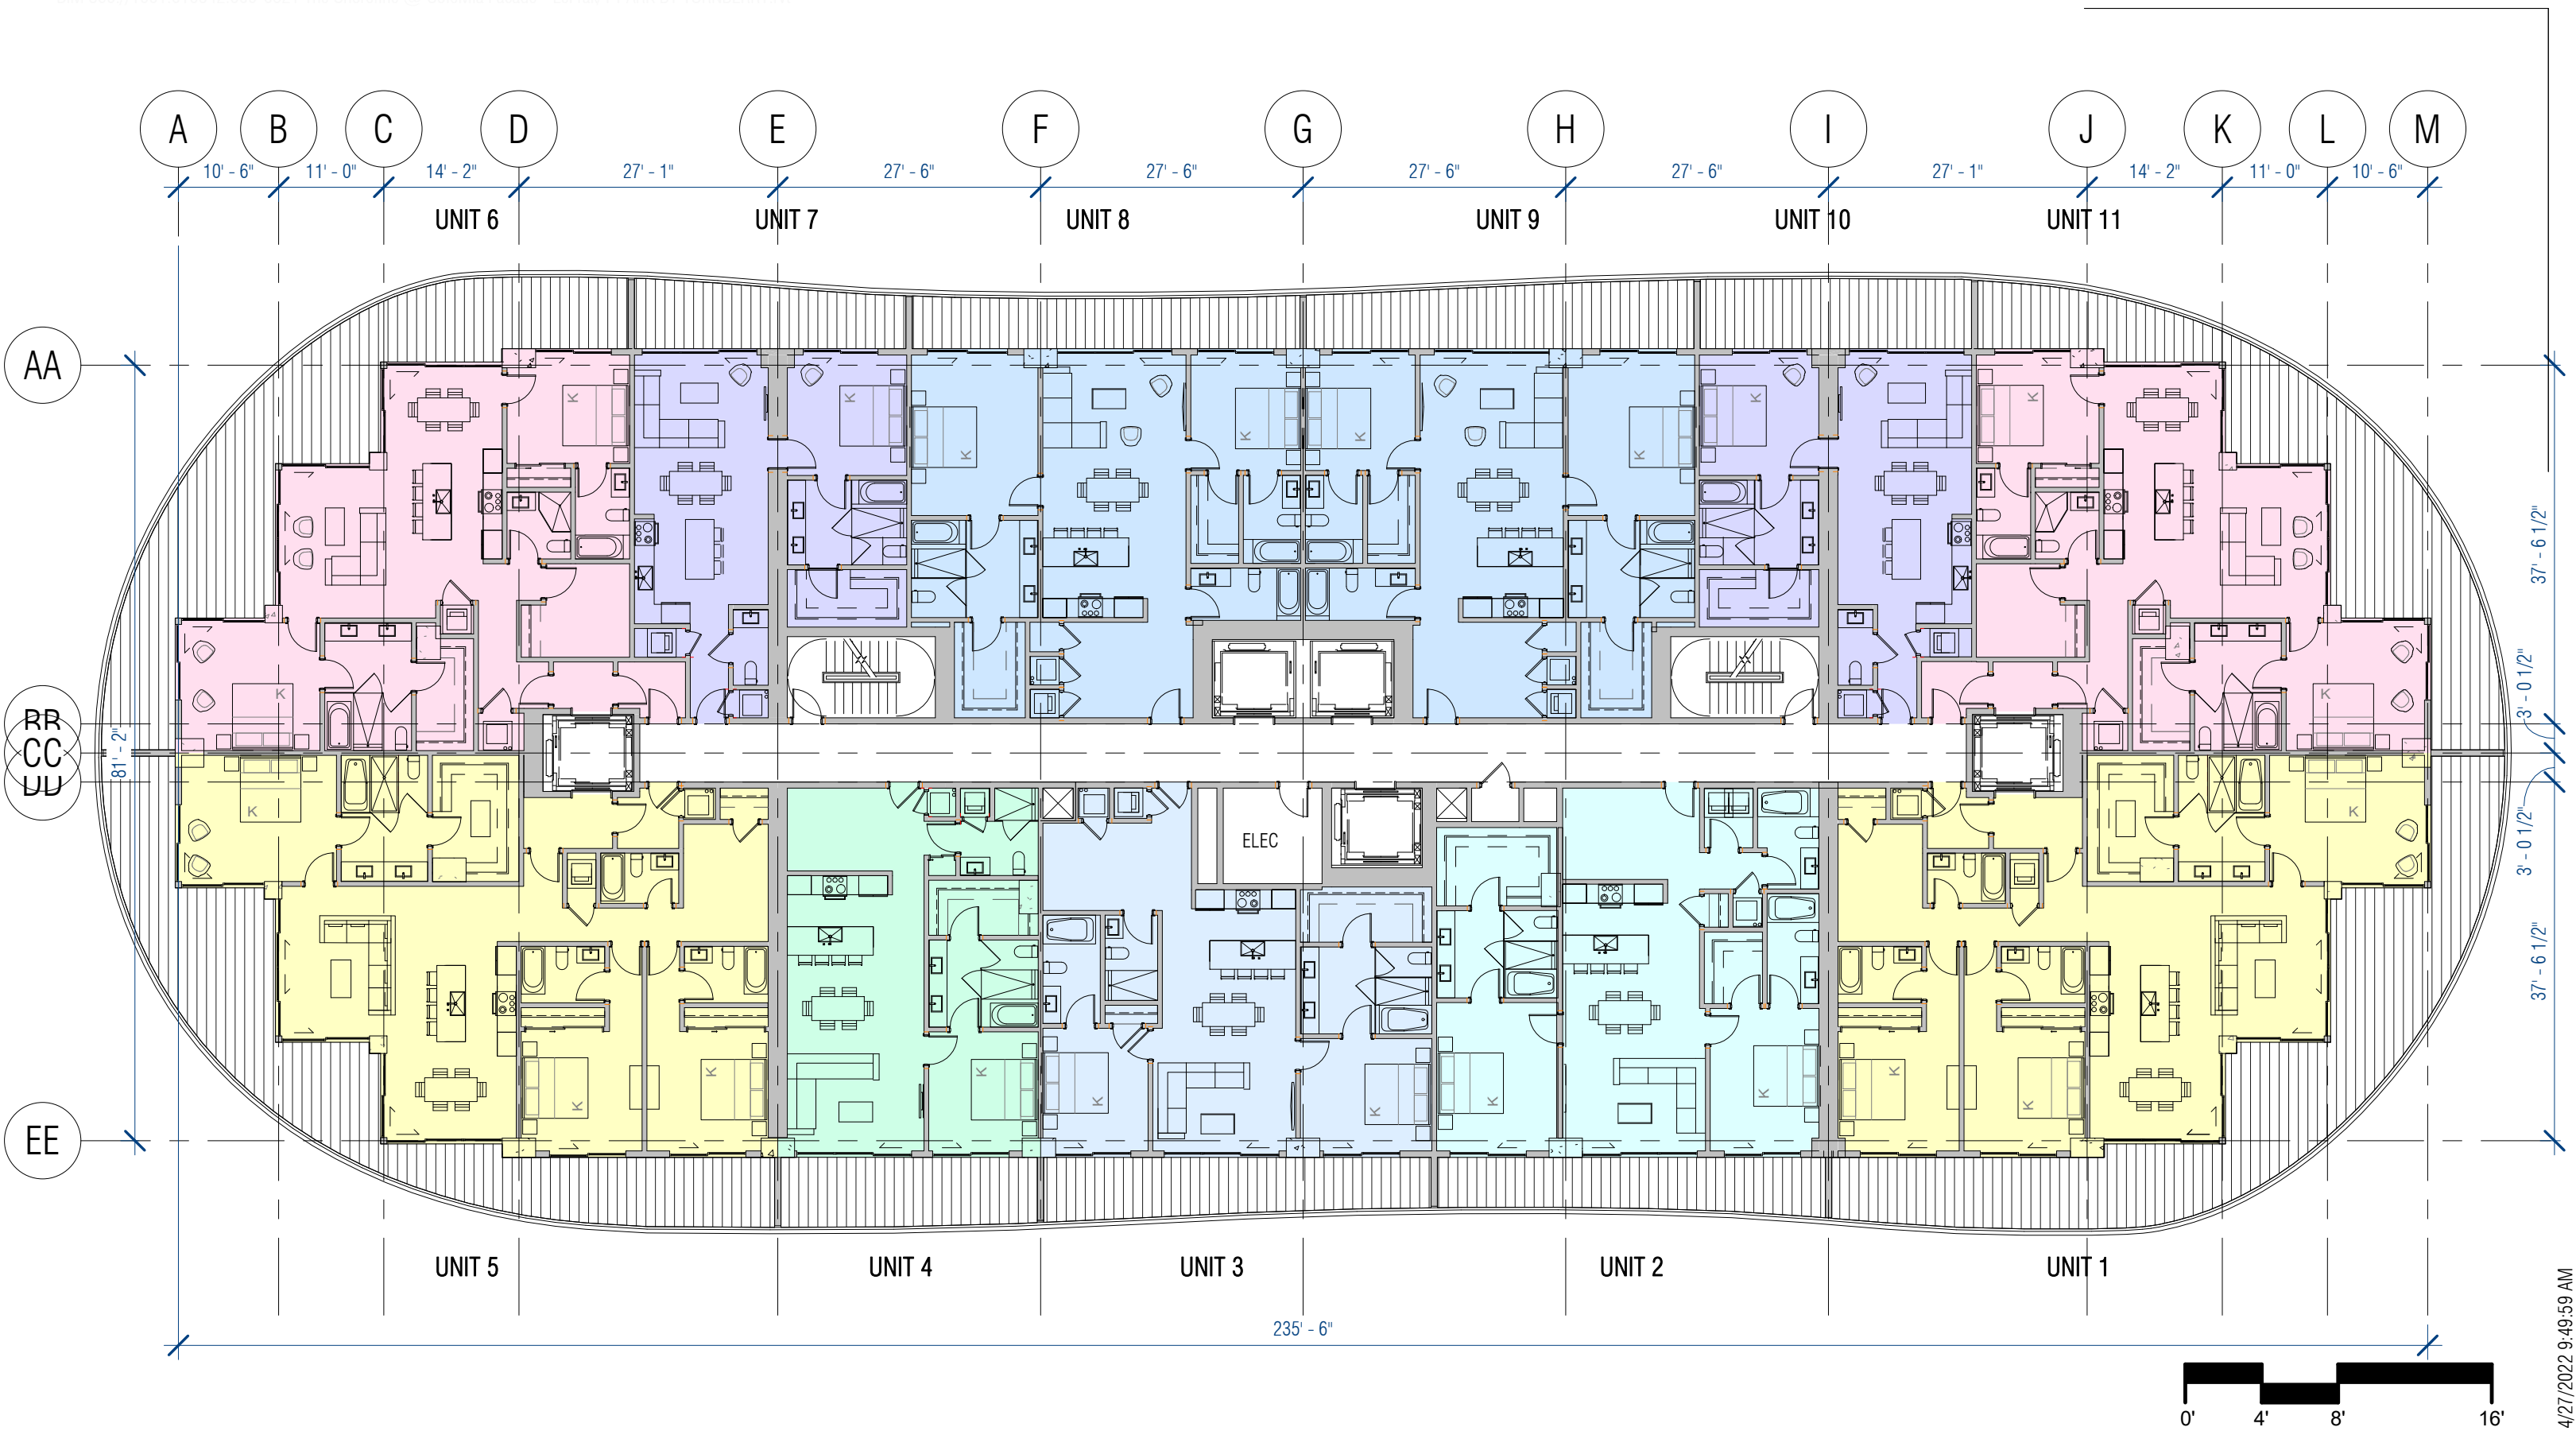 A B C D E F G H I J K L M
10' - 6" 11' - 0" 14' - 2" 27' - 1" 27' - 6" 27' - 6" 27' - 6" 27' - 6" 27' - 1" 14' - 2" 11' - 0" 10' - 6"
UNIT 6 UNIT 7 UNIT 8 UNIT 9 UNIT 10 UNIT 11
AA
K K K K K K K K
37' - 6 1/2"
K K
3' - 0 1/2"
BB
CC
DD
81' - 2"
K K
3' - 0 1/2"
ELEC
37' - 6 1/2"
K K K K K K K K K
EE
UNIT 5 UNIT 4 UNIT 3 UNIT 2 UNIT 1
235' - 6"
0' 4' 8' 16'
4/27/2022 9:49:59 AM